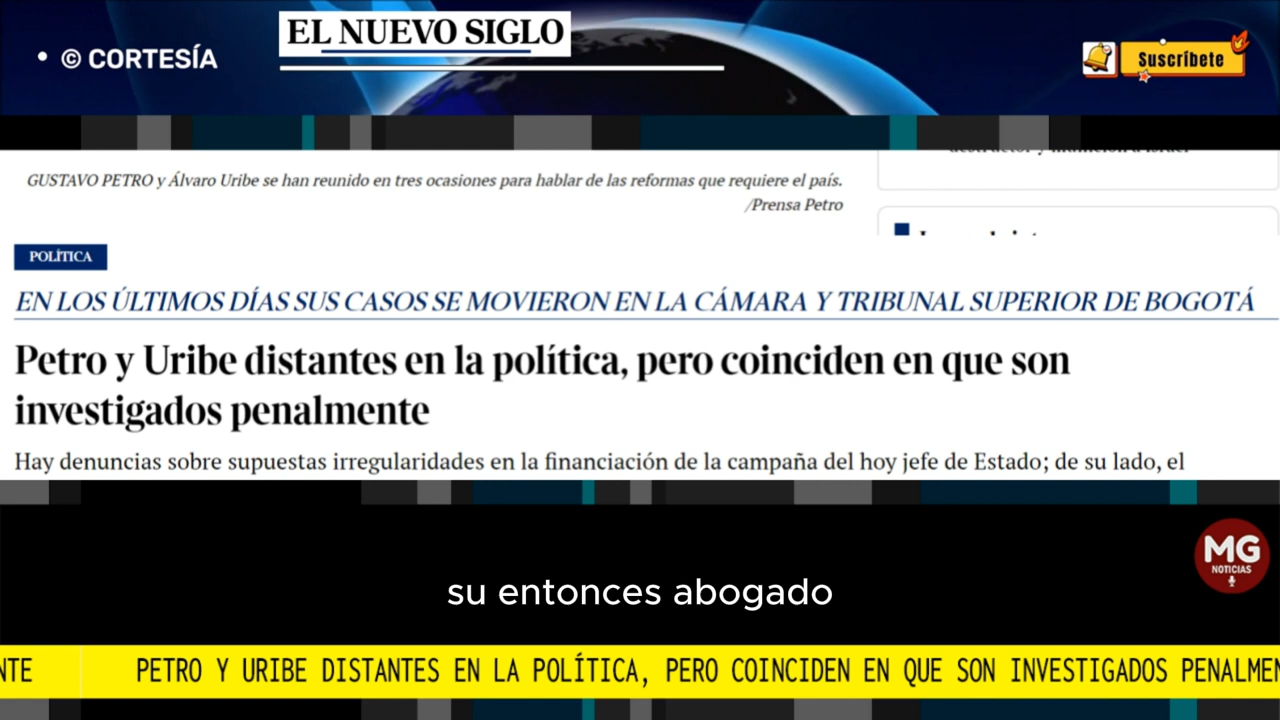 • © CORTESÍA
EL NUEVO SIGLO
Suscríbete
GUSTAVO PETRO y Álvaro Uribe se han reunido en tres ocasiones para hablar de las reformas que requiere el país.
/Prensa Petro
POLÍTICA
EN LOS ÚLTIMOS DÍAS SUS CASOS SE MOVIERON EN LA CÁMARA Y TRIBUNAL SUPERIOR DE BOGOTÁ
Petro y Uribe distantes en la política, pero coinciden en que son
investigados penalmente
Hay denuncias sobre supuestas irregularidades en la financiación de la campaña del hoy jefe de Estado; de su lado, el
MG
NOTICIAS
su entonces abogado
NTE PETRO Y URIBE DISTANTES EN LA POLÍTICA, PERO COINCIDEN EN QUE SON INVESTIGADOS PENALMEN